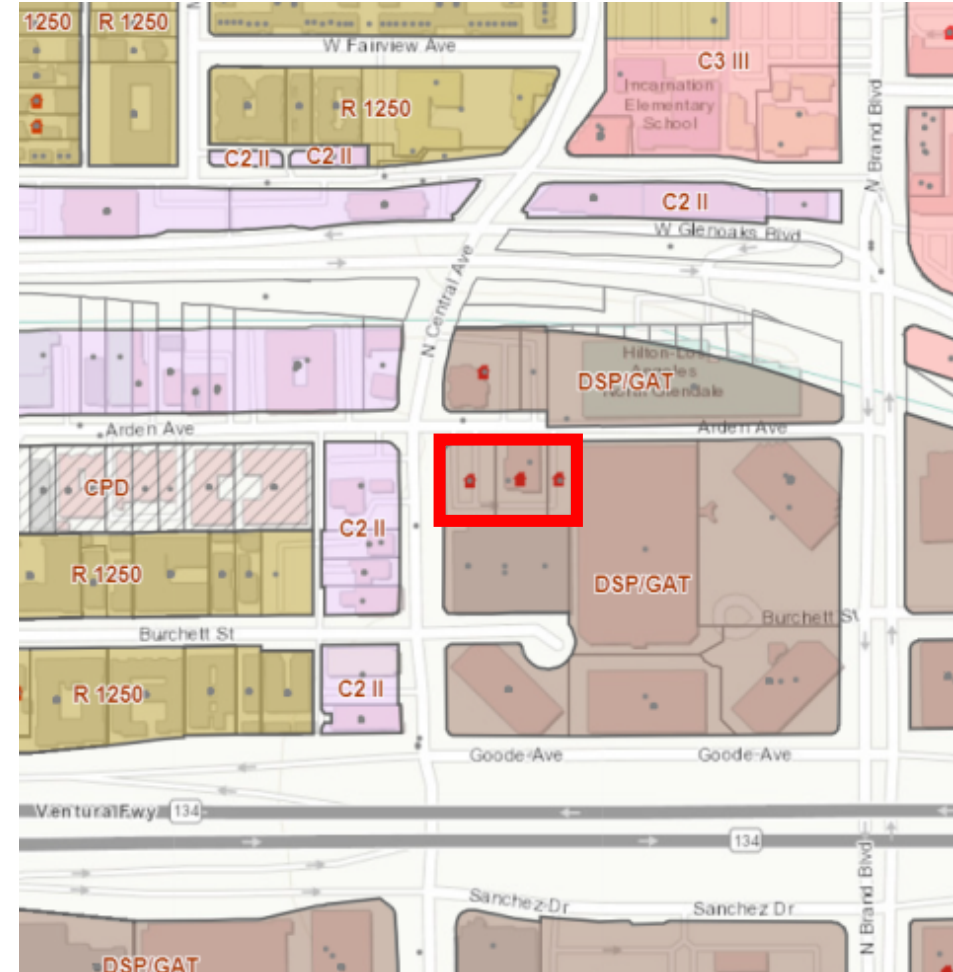 1250
R 1250
W Fairview Ave
C3 III
Incarnation
Elementary
School
R 1250
N Brand Blvd
C2 II
C2 II
C2 II
W Glenoaks Blvd
N Central Ave
Hilton-Los
Angeles
North Glendale
DSP/GAT
Arden Ave
Arden Ave
CPD
C2 II
R 1250
DSP/GAT
Burchett St
Burchett St
R 1250
C2 II
Goode Ave
Goode Ave
Ventura Fwy
134
134
N Brand Blvd
Sanchez Dr
Sanchez Dr
DSP/GAT